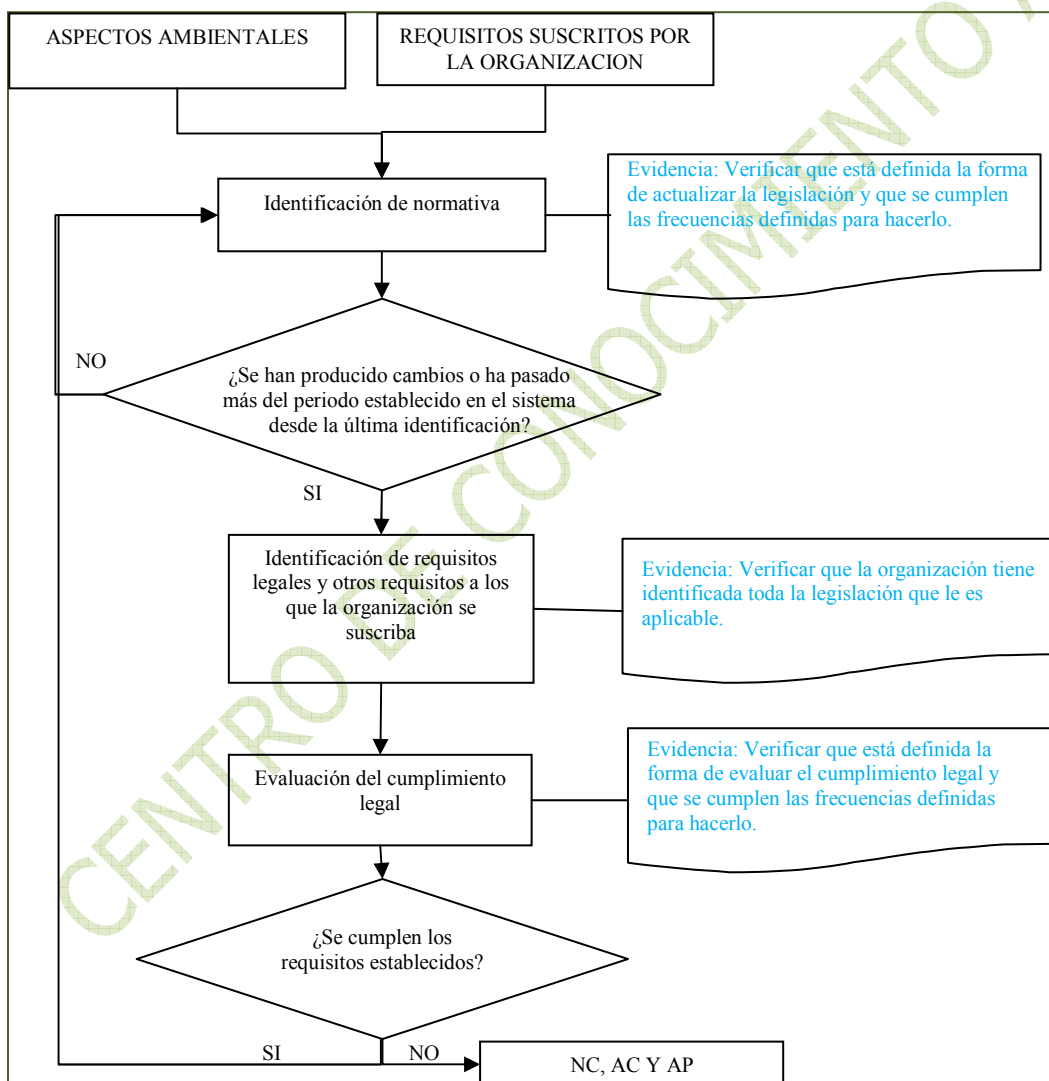 ASPECTOS AMBIENTALES
REQUISITOS SUSCRITOS POR
LA ORGANIZACION
Identificación de normativa
Evidencia: Verificar que está definida la forma
de actualizar la legislación y que se cumplen
las frecuencias definidas para hacerlo.
NO
¿Se han producido cambios o ha pasado
más del periodo establecido en el sistema
desde la última identificación?
SI
Identificación de requisitos
legales y otros requisitos a los
que la organización se
suscriba
Evidencia: Verificar que la organización tiene
identificada toda la legislación que le es
aplicable.
Evaluación del cumplimiento
legal
Evidencia: Verificar que está definida la
forma de evaluar el cumplimiento legal y
que se cumplen las frecuencias definidas
para hacerlo.
¿Se cumplen los
requisitos establecidos?
SI
NO
NC, AC Y AP
CENTRO DE CONOCIMIENTO